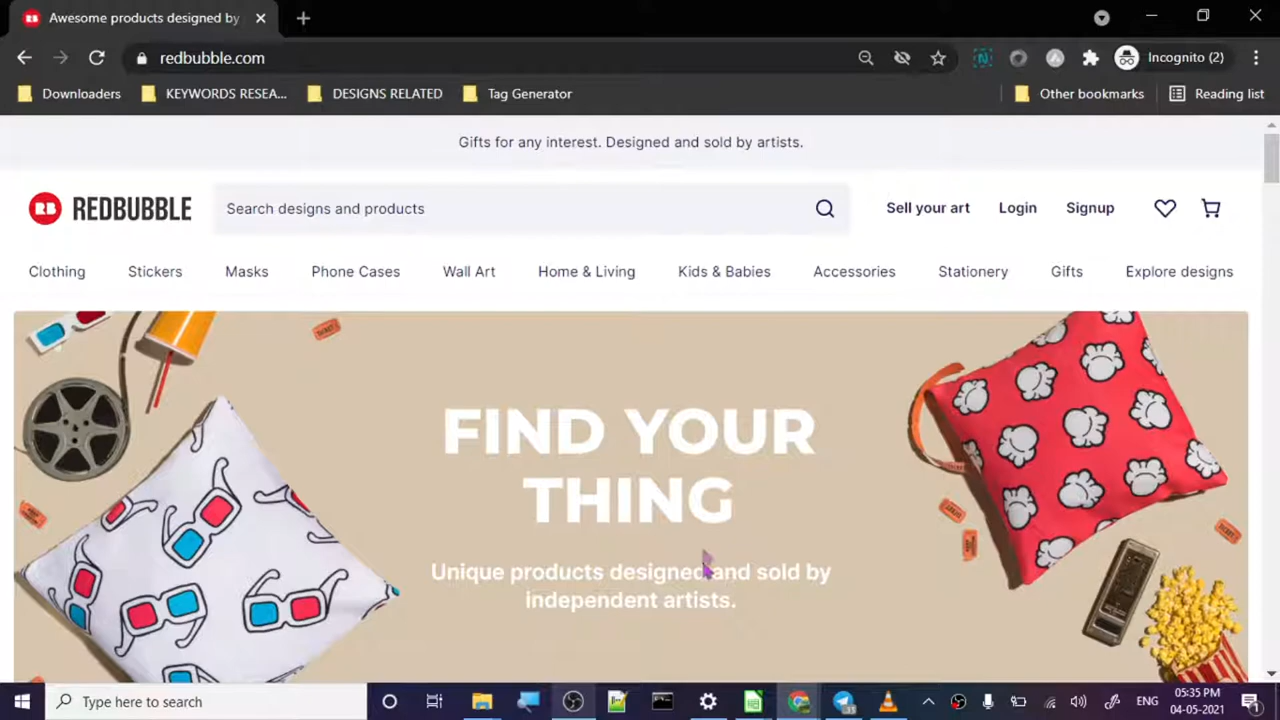 Awesome products designed by
redbubble.com
Incognito (2)
Downloaders KEYWORDS RESEA... DESIGNS RELATED Tag Generator Other bookmarks Reading list
Gifts for any interest. Designed and sold by artists.
RB REDBUBBLE Search designs and products Sell your art Login Signup
Clothing Stickers Masks Phone Cases Wall Art Home & Living Kids & Babies Accessories Stationery Gifts Explore designs
FIND YOUR
THING
Unique products designed and sold by
independent artists.
Type here to search
ENG
05:35 PM
04-05-2021